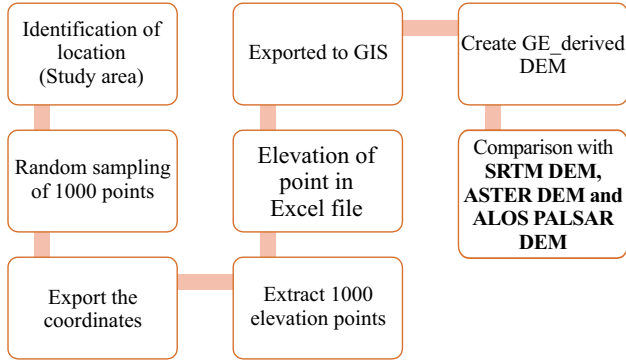 Identification of
location
(Study area)
Random sampling
of 1000 points
Export the
coordinates
Extract 1000
elevation points
Elevation of
point in
Excel file
Exported to GIS
Create GE_derived
DEM
Comparison with
SRTM DEM,
ASTER DEM and
ALOS PALSAR
DEM